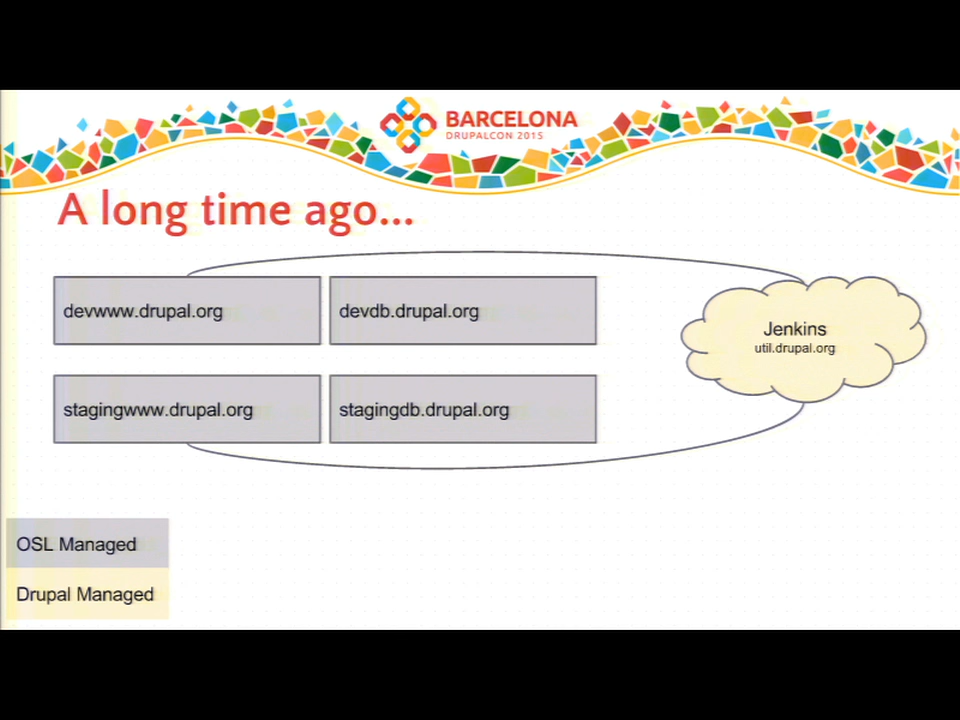 BARCELONA
DRUPALCON 2015
A long time ago...
devwww.drupal.org
devdb.drupal.org
Jenkins
util.drupal.org
stagingwww.drupal.org
stagingdb.drupal.org
OSL Managed
Drupal Managed